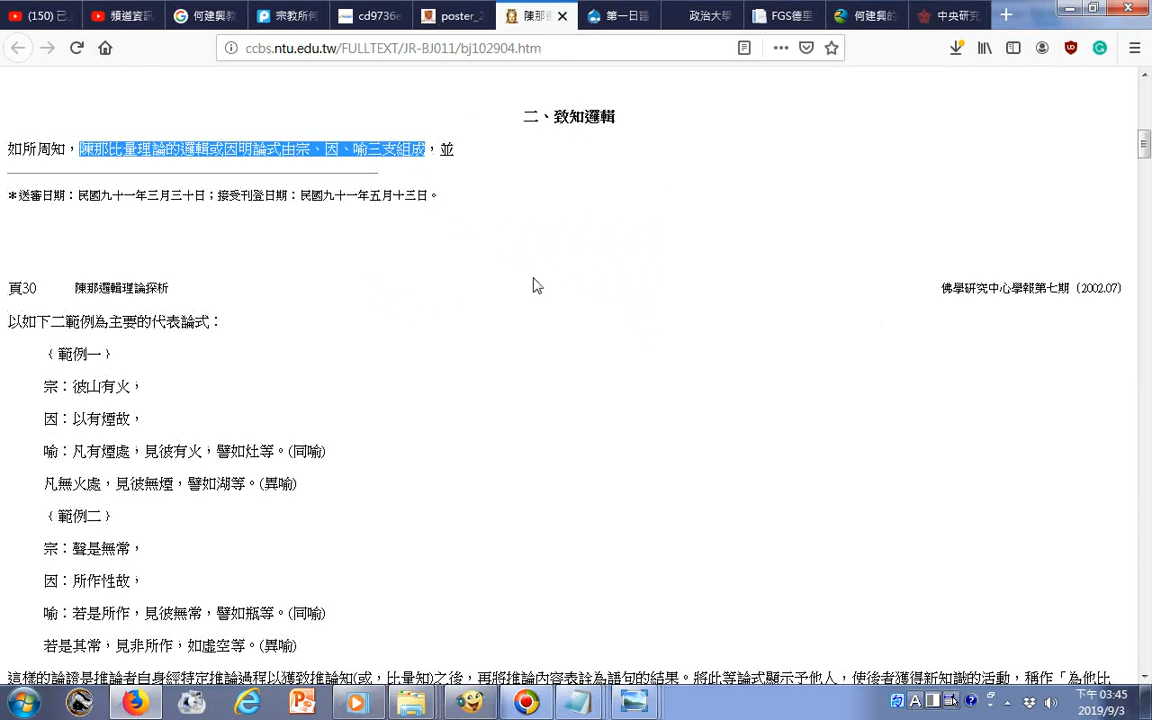 (150) 已
頻道資訊
何建興教
宗教所何
cd9736e
poster_2
陳那邏
第一日語
政治大學
FGS德里
何建興的
中央研究
ccbs.ntu.edu.tw/FULLTEXT/JR-BJ011/bj102904.htm
二、致知邏輯
如所周知，陳那比量理論的邏輯或因明論式由宗、因、喻三支組成，並
＊送審日期：民國九十一年三月三十日；接受刊登日期：民國九十一年五月十三日。
頁30 陳那邏輯理論探析 佛學研究中心學報第七期（2002.07）
以如下二範例為主要的代表論式：
﹛範例一﹜
宗：彼山有火，
因：以有煙故，
喻：凡有煙處，見彼有火，譬如灶等。(同喻)
凡無火處，見彼無煙，譬如湖等。(異喻)
﹛範例二﹜
宗：聲是無常，
因：所作性故，
喻：若是所作，見彼無常，譬如瓶等。(同喻)
若是其常，見非所作，如虛空等。(異喻)
這樣的論諦是推論者自身經特定推論過程以獲致推論知(或，比量知)之後，再將推論內容表詮為語句的結果。將此等論式顯示予他人，使後者獲得新知識的活動，稱作「為他比
下午 03:45
2019/9/3